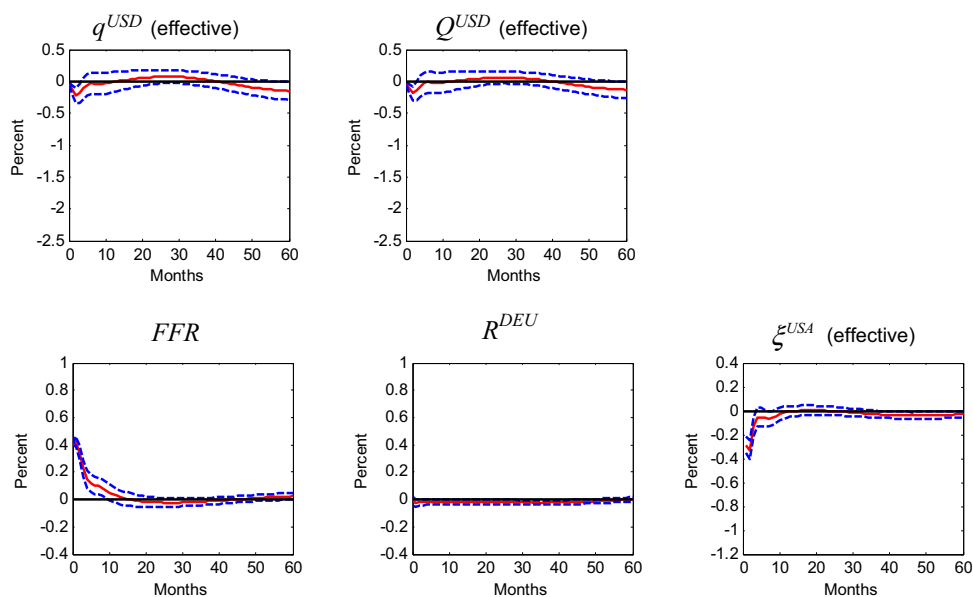 q^USD (effective)
Q^USD (effective)
0.5
0
-0.5
-1
-1.5
-2
-2.5
Percent
0 10 20 30 40 50 60
Months
0.5
0
-0.5
-1
-1.5
-2
-2.5
Percent
0 10 20 30 40 50 60
Months
FFR
R^DEU
ξ^USA (effective)
1
0.8
0.6
0.4
0.2
0
-0.2
-0.4
Percent
0 10 20 30 40 50 60
Months
1
0.8
0.6
0.4
0.2
0
-0.2
-0.4
Percent
0 10 20 30 40 50 60
Months
0.4
0.2
0
-0.2
-0.4
-0.6
-0.8
-1
-1.2
Percent
0 20 40 60
Months